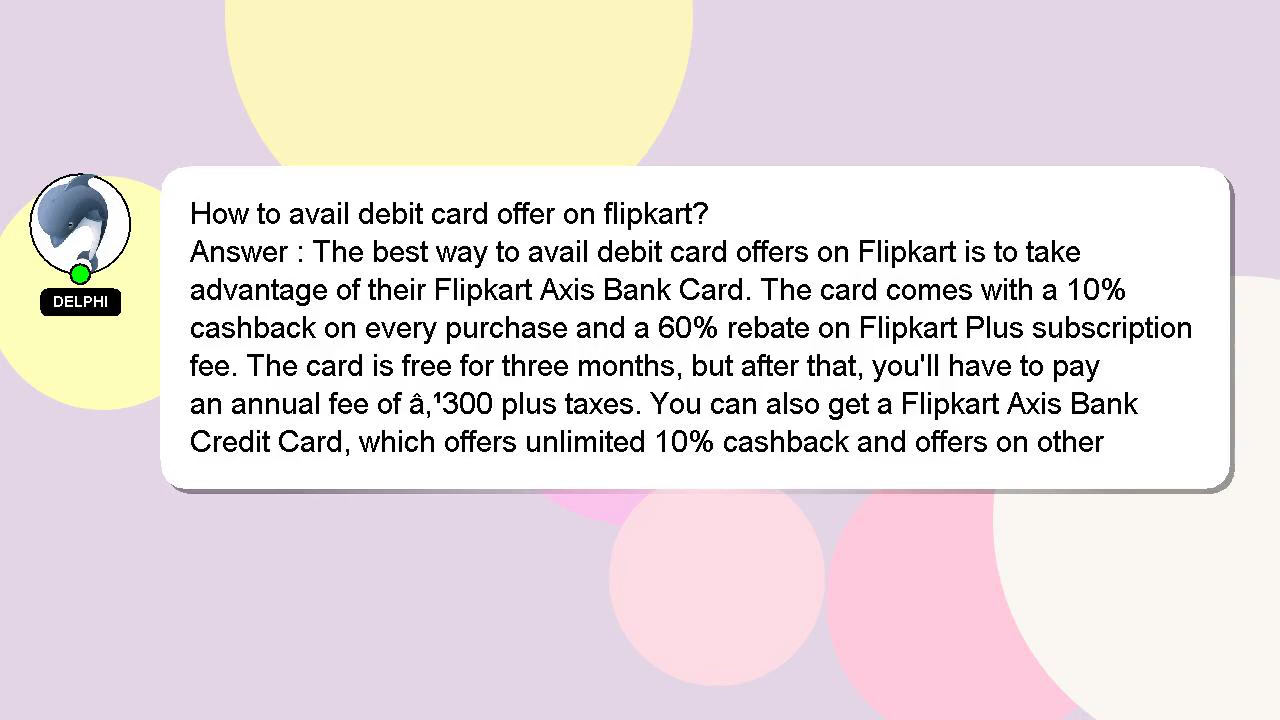 How to avail debit card offer on flipkart?
Answer : The best way to avail debit card offers on Flipkart is to take
advantage of their Flipkart Axis Bank Card. The card comes with a 10%
cashback on every purchase and a 60% rebate on Flipkart Plus subscription
fee. The card is free for three months, but after that, you'll have to pay
an annual fee of â‚¹300 plus taxes. You can also get a Flipkart Axis Bank
Credit Card, which offers unlimited 10% cashback and offers on other
DELPHI